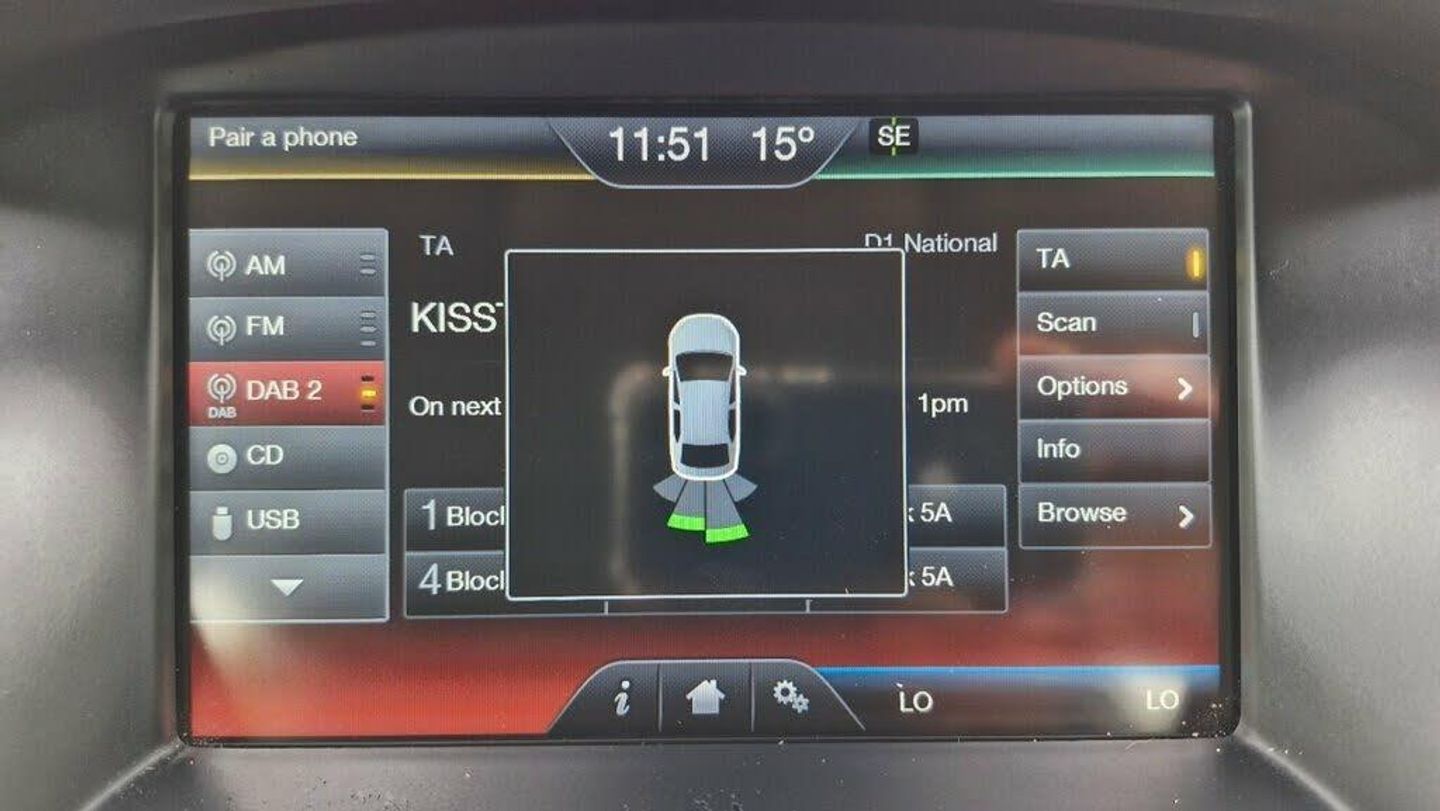 Pair a phone
11:51 15° SE
AM
FM
DAB 2
DAB
CD
USB
TA
D1 National
KISS
On next
1pm
1 Bloc
5A
4 Bloc
5A
TA
Scan
Options
Info
Browse
i
LO LO